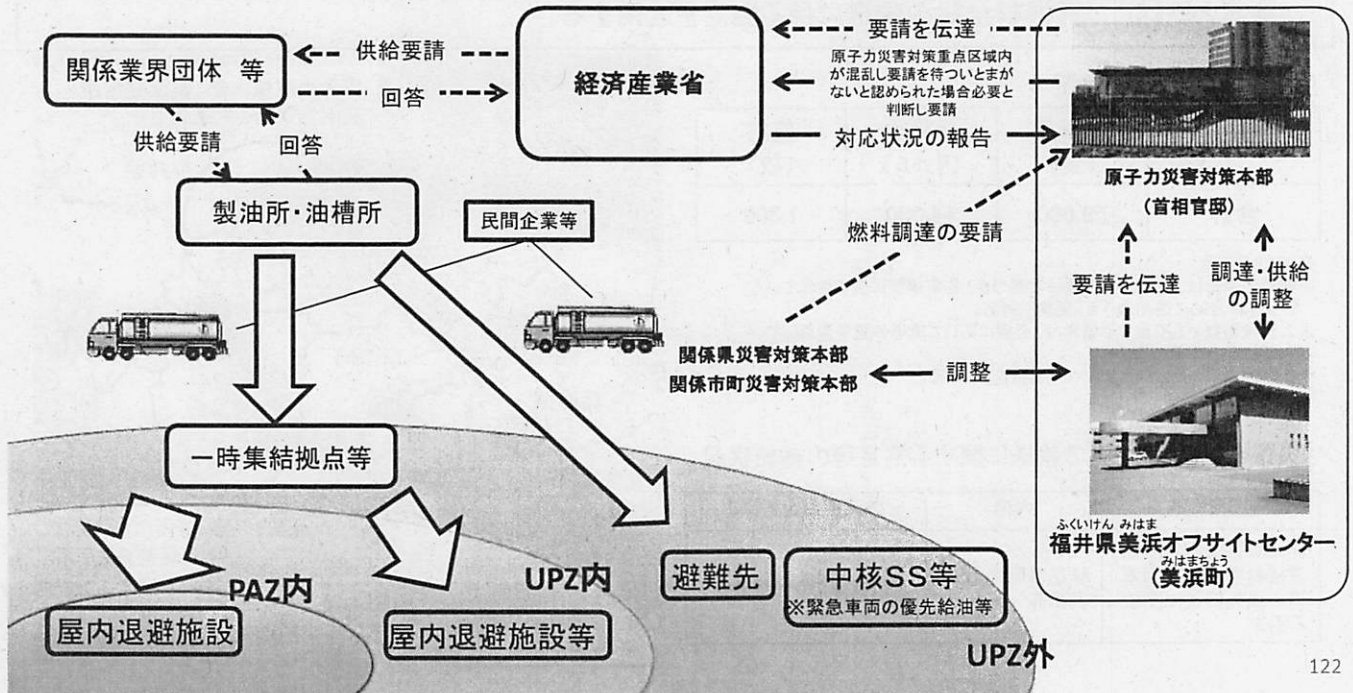 関係業界団体 等
供給要請
回答
経済産業省
要請を伝達
原子力災害対策重点区域内
が混乱し要請を待ついとまが
ないと認められた場合必要と
判断し要請
対応状況の報告
原子力災害対策本部
(首相官邸)
供給要請
回答
製油所・油槽所
民間企業等
燃料調達の要請
要請を伝達
調達・供給
の調整
関係県災害対策本部
関係市町災害対策本部
調整
一時集結拠点等
ふくいけん みはま
福井県美浜オフサイトセンター
みはまちょう
(美浜町)
PAZ内
UPZ内
避難先
中核SS等
※緊急車両の優先給油等
屋内退避施設
屋内退避施設等
UPZ外
122